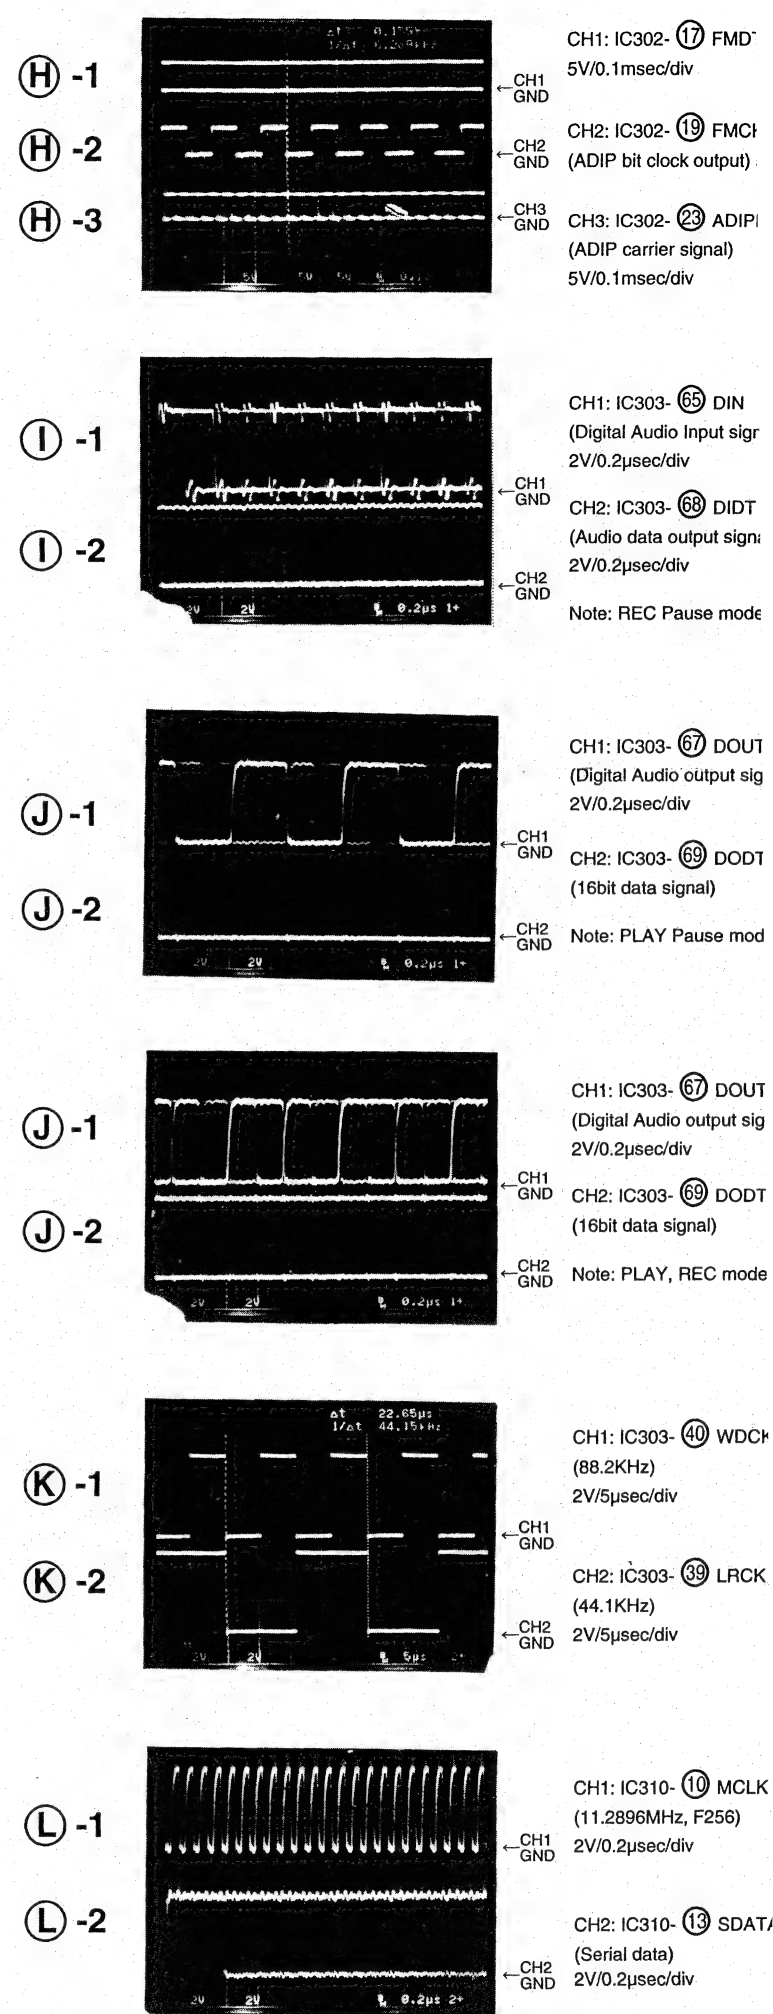 H -1
CH1 GND
CH1: IC302- 17 FMDT
5V/0.1msec/div
H -2
CH2 GND
CH2: IC302- 19 FMCK
(ADIP bit clock output)
H -3
CH3 GND
CH3: IC302- 23 ADIPI
(ADIP carrier signal)
5V/0.1msec/div
I -1
←CH1 GND
CH1: IC303- 65 DIN
(Digital Audio Input sigr
2V/0.2µsec/div
I -2
←CH2 GND
CH2: IC303- 68 DIDT
(Audio data output signa
2V/0.2µsec/div
Note: REC Pause mode
2V 2V 0.2µs 1+
J -1
←CH1 GND
CH1: IC303- 67 DOUT
(Digital Audio output sig
2V/0.2µsec/div
J -2
←CH2 GND
CH2: IC303- 69 DODT
(16bit data signal)
Note: PLAY Pause mod
2V 2V 0.2µs 1+
J -1
←CH1 GND
CH1: IC303- 67 DOUT
(Digital Audio output sig
2V/0.2µsec/div
J -2
←CH2 GND
CH2: IC303- 69 DODT
(16bit data signal)
Note: PLAY, REC mode
2V 2V 0.2µs 1+
Δt 22.65µs
1/Δt 44.15kHz
K -1
←CH1 GND
CH1: IC303- 40 WDCK
(88.2KHz)
2V/5µsec/div
K -2
←CH2 GND
CH2: IC303- 39 LRCK
(44.1KHz)
2V/5µsec/div
2V 2V 5µs 2+
L -1
←CH1 GND
CH1: IC310- 10 MCLK
(11.2896MHz, F256)
2V/0.2µsec/div
L -2
←CH2 GND
CH2: IC310- 13 SDATA
(Serial data)
2V/0.2µsec/div
2V 2V 0.2µs 2+